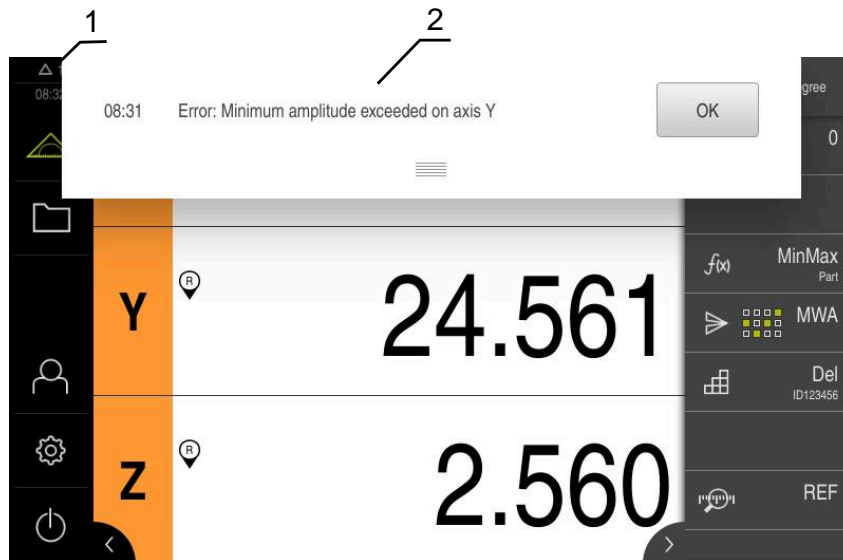 1
2
08:32
08:31 Error: Minimum amplitude exceeded on axis Y OK
gree
0
f(x) MinMax
Part
MWA
Del
ID123456
REF
Y R 24.561
Z R 2.560